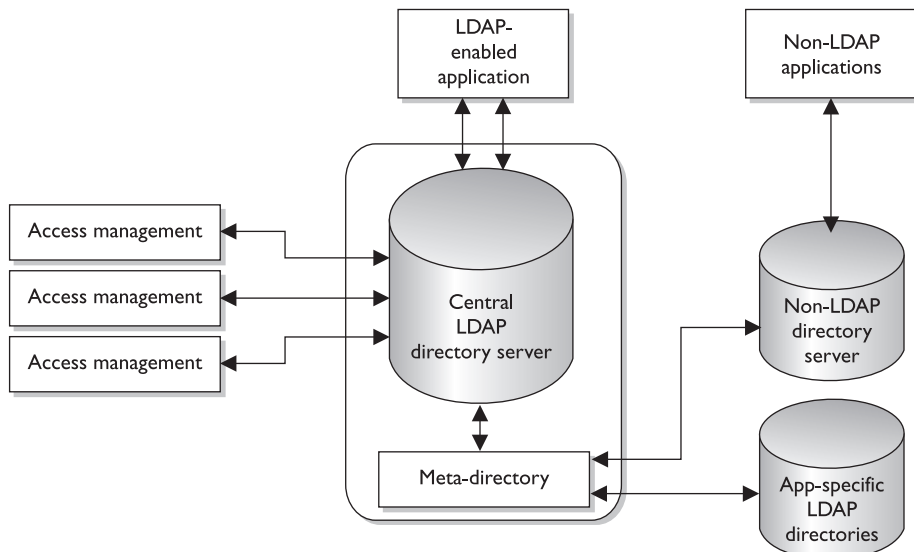 LDAP-
enabled
application
Non-LDAP
applications
Access management
Access management
Access management
Central
LDAP
directory server
Non-LDAP
directory
server
Meta-directory
App-specific
LDAP
directories